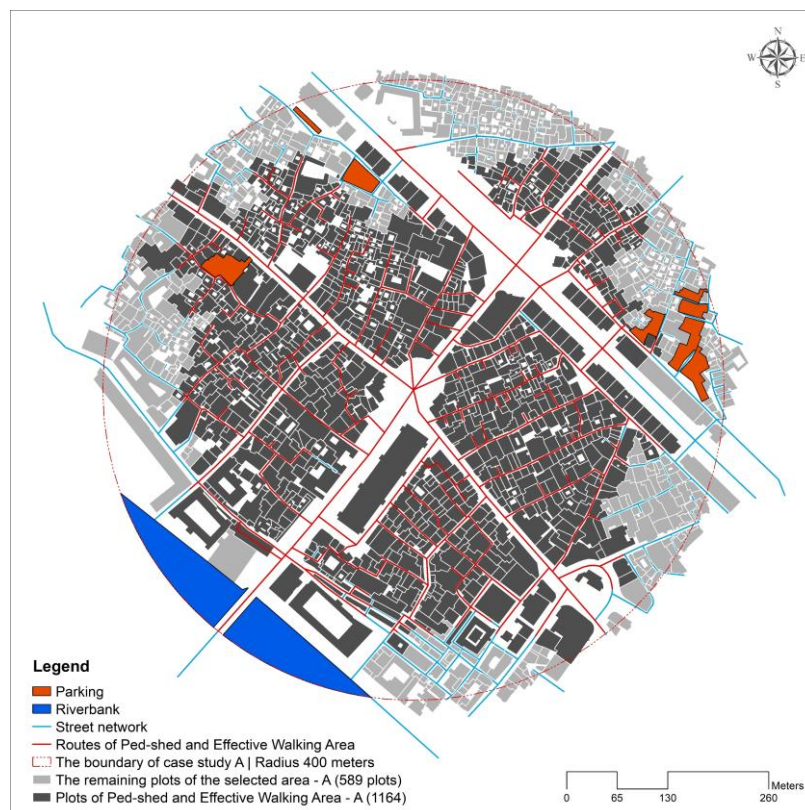 N
W E
S
Legend
Parking
Riverbank
Street network
Routes of Ped-shed and Effective Walking Area
The boundary of case study A | Radius 400 meters
The remaining plots of the selected area - A (589 plots)
Plots of Ped-shed and Effective Walking Area - A (1164)
Meters
0 65 130 260